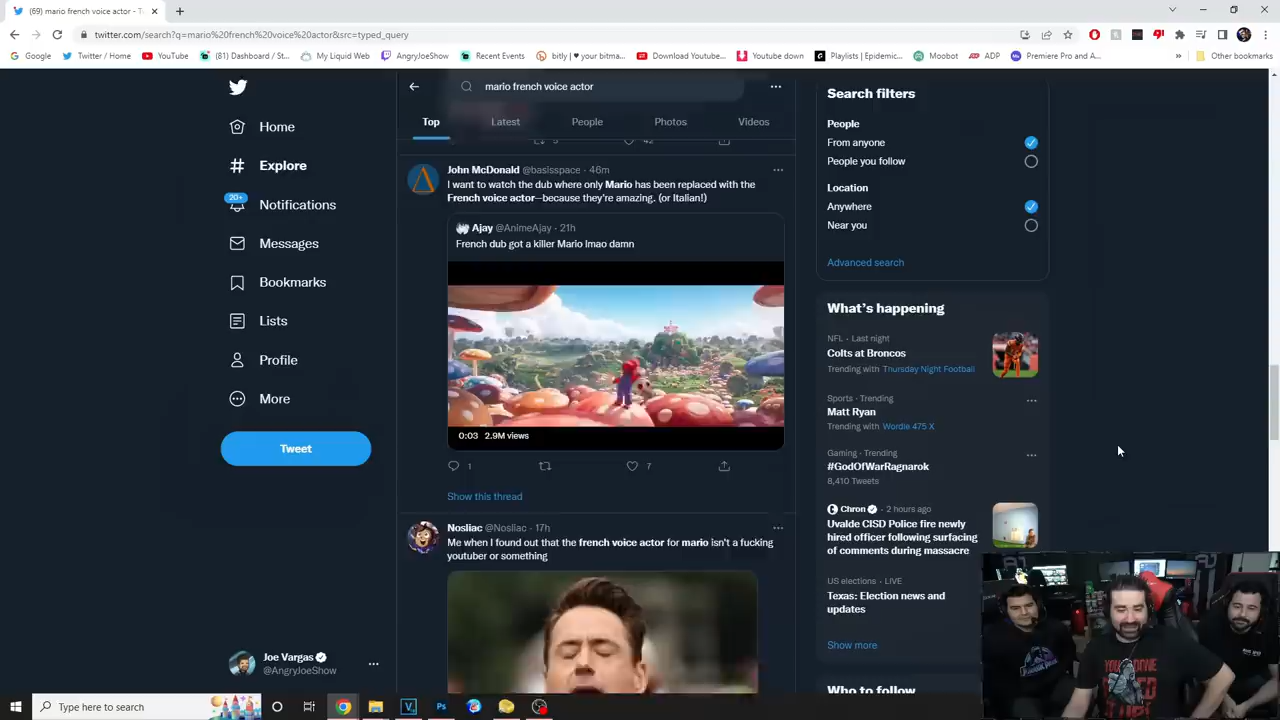 (69) mario french voice actor - T
twitter.com/search?q=mario%20french%20voice%20actor&src=typed_query
Google
Twitter / Home
YouTube
(81) Dashboard / St...
My Liquid Web
AngryJoeShow
Recent Events
bitly | ♥ your bitma...
Download Youtube...
Youtube down
Playlists | Epidemic...
Moobot
ADP
Premiere Pro and A...
»
Other bookmarks
mario french voice actor
Top
Latest
People
Photos
Videos
Home
Explore
20+
Notifications
Messages
Bookmarks
Lists
Profile
More
Tweet
Joe Vargas
@AngryJoeShow
5
42
John McDonald @basisspace · 46m
I want to watch the dub where only Mario has been replaced with the
French voice actor—because they're amazing. (or Italian!)
Ajay @AnimeAjay · 21h
French dub got a killer Mario lmao damn
0:03 2.9M views
1
7
Show this thread
Nosliac @Nosliac · 17h
Me when I found out that the french voice actor for mario isn't a fucking
youtuber or something
Search filters
People
From anyone
People you follow
Location
Anywhere
Near you
Advanced search
What's happening
NFL · Last night
Colts at Broncos
Trending with Thursday Night Football
Sports · Trending
Matt Ryan
Trending with Wordle 475 X
Gaming · Trending
#GodOfWarRagnarok
8,410 Tweets
Chron · 2 hours ago
Uvalde CISD Police fire newly
hired officer following surfacing
of comments during massacre
US elections · LIVE
Texas: Election news and
updates
Show more
Who to follow
Type here to search